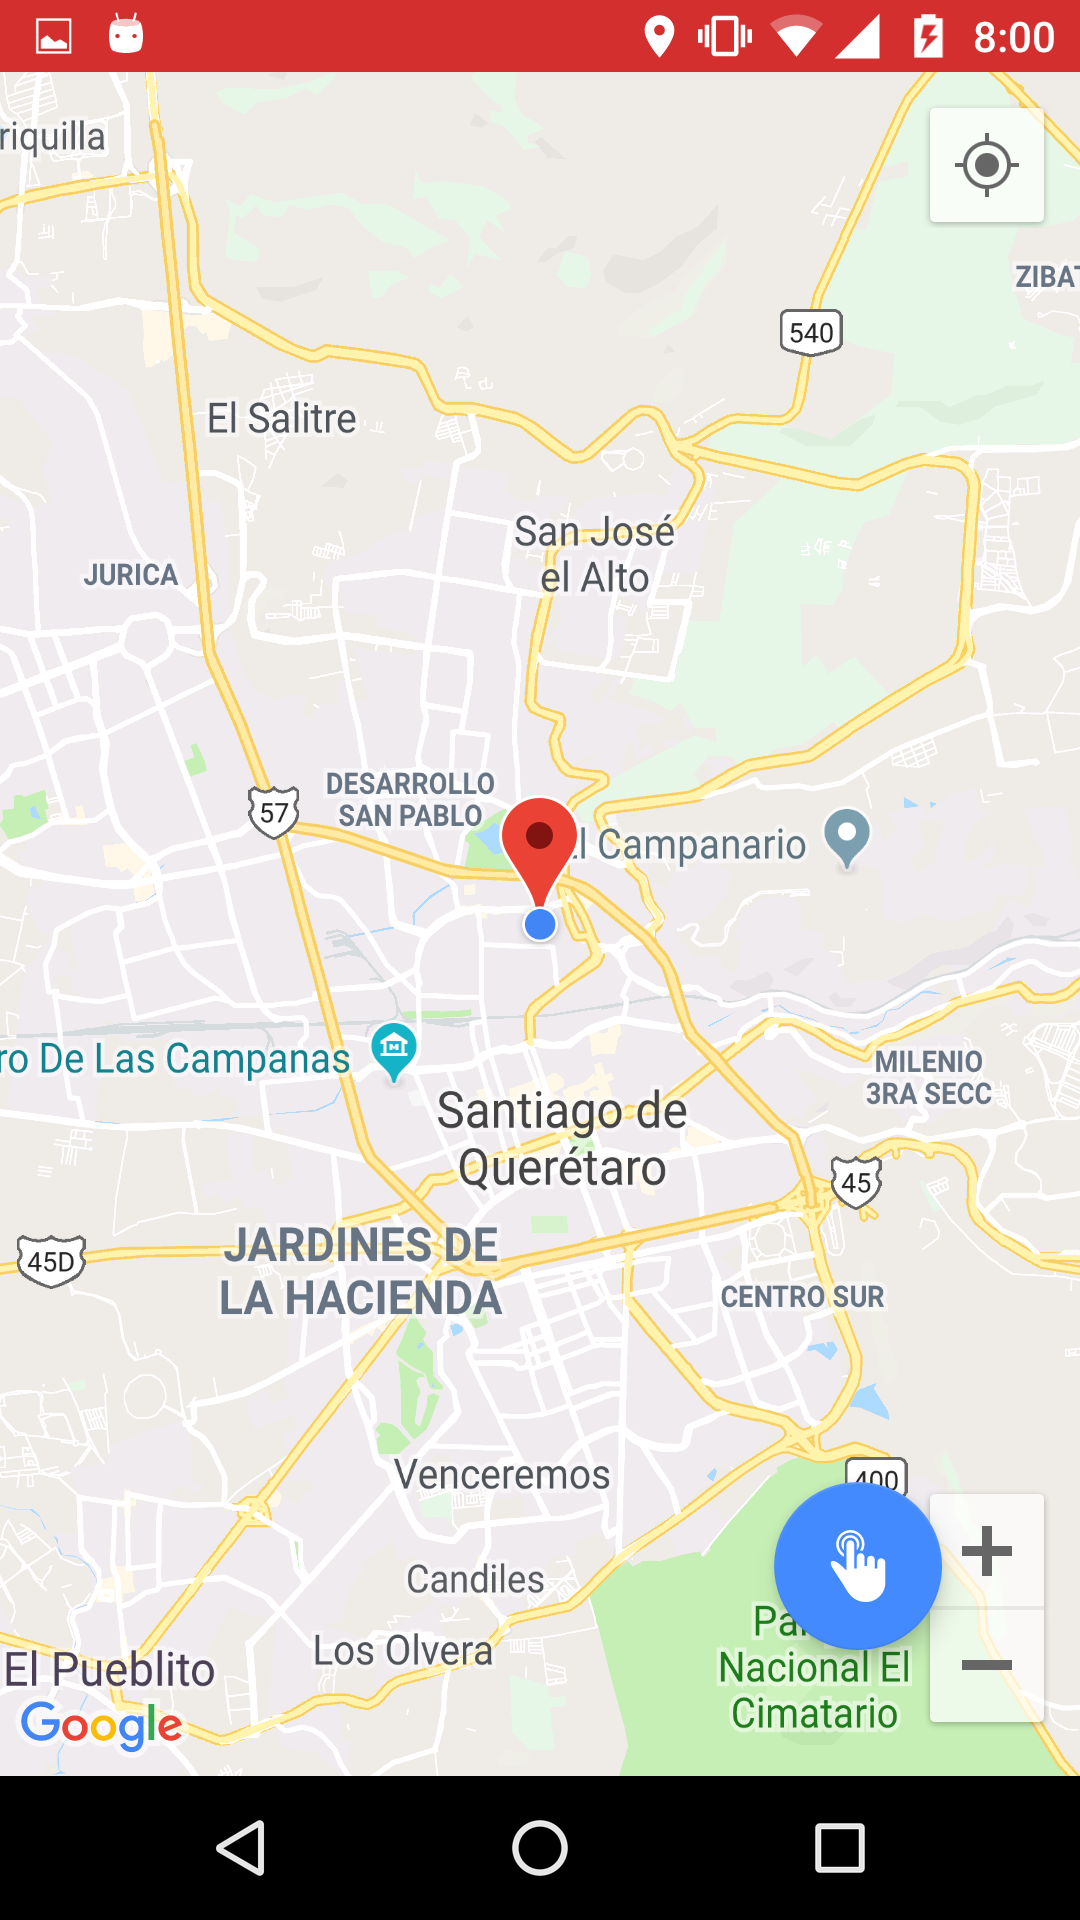 8:00
riquilla
ZIBAT
540
El Salitre
San José
el Alto
JURICA
DESARROLLO
SAN PABLO
57
l Campanario
ro De Las Campanas
MILENIO
3RA SECC
Santiago de
Querétaro
45
JARDINES DE
LA HACIENDA
45D
CENTRO SUR
Venceremos
400
Candiles
Los Olvera
Pa
Nacional El
Cimatario
El Pueblito
Google